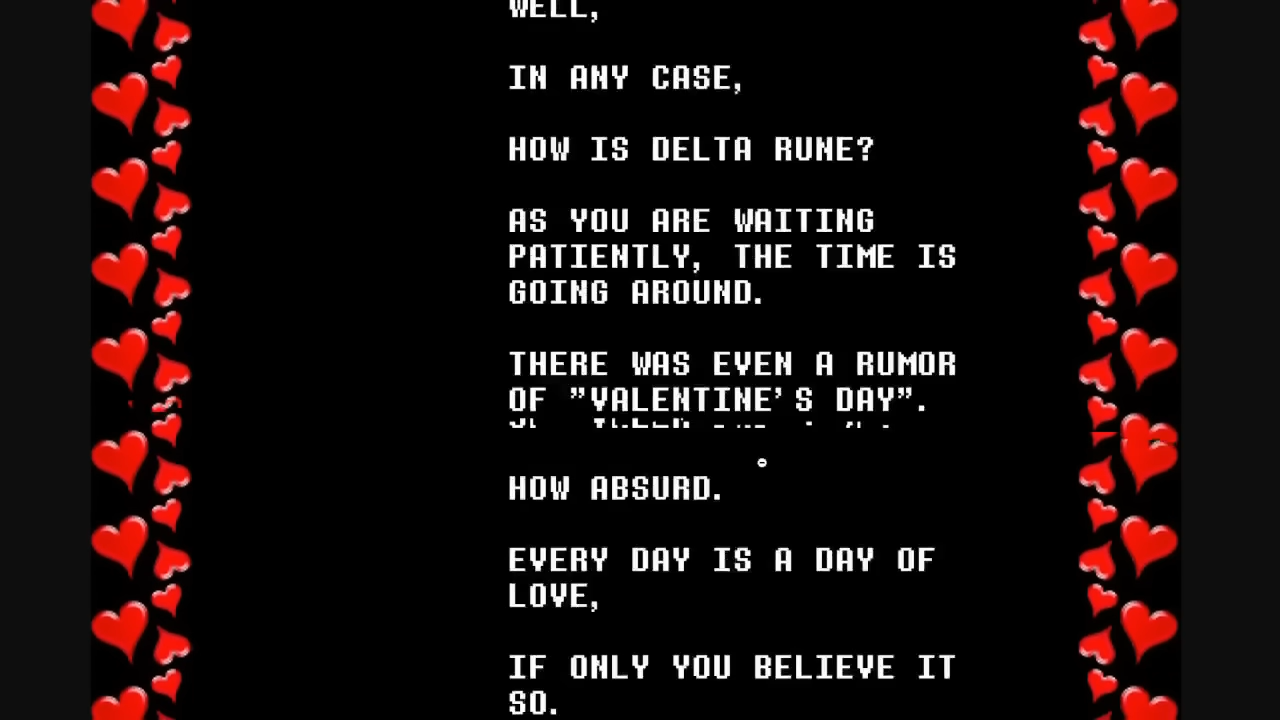 WELL,
IN ANY CASE,
HOW IS DELTA RUNE?
AS YOU ARE WAITING
PATIENTLY, THE TIME IS
GOING AROUND.
THERE WAS EVEN A RUMOR
OF "VALENTINE'S DAY".
HOW ABSURD.
EVERY DAY IS A DAY OF
LOVE,
IF ONLY YOU BELIEVE IT
SO.